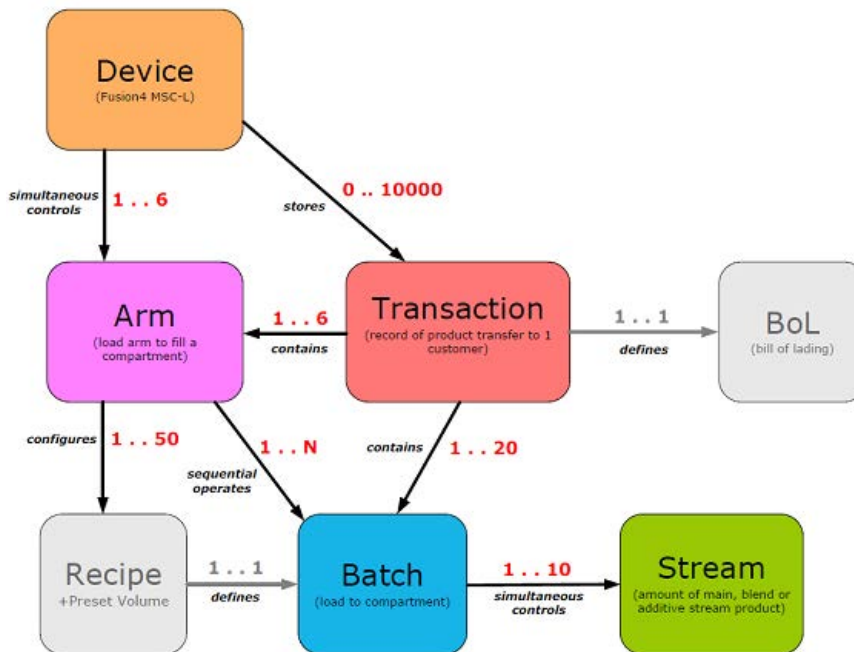 Device
(Fusion4 MSC-L)
simultaneous
controls
1 . . 6
0 .. 10000
stores
Arm
(load arm to fill a
compartment)
1 . . 6
contains
Transaction
(record of product transfer to 1
customer)
1 . . 1
defines
BoL
(bill of lading)
configures
1 . . 50
1 . . N
sequential
operates
contains
1 . . 20
Recipe
+Preset Volume
1 . . 1
defines
Batch
(load to compartment)
1 . . 10
simultaneous
controls
Stream
(amount of main, blend or
additive stream product)